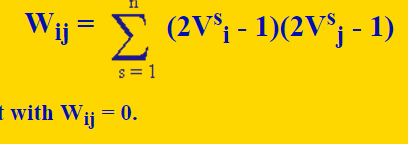 n
Wij = ∑ (2Vsi - 1)(2Vsj - 1)
s = 1
with Wij = 0.